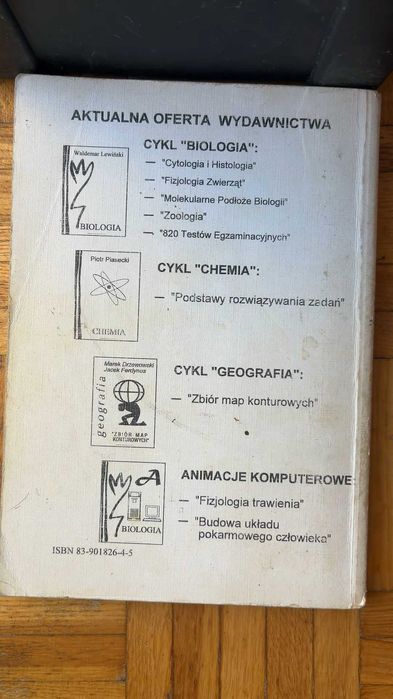 AKTUALNA OFERTA WYDAWNICTWA
Waldemar Lewiński
BIOLOGIA
CYKL "BIOLOGIA":
— "Cytologia i Histologia"
— "Fizjologia Zwierząt"
— "Molekularne Podłoże Biologii"
— "Zoologia"
— "820 Testów Egzaminacyjnych"
Piotr Piasecki
CHEMIA
CYKL "CHEMIA":
— "Podstawy rozwiązywania zadań"
Marek Drzewowski
Jacek Ferdynos
geografia
"ZBIÓR MAP
KONTUROWYCH"
CYKL "GEOGRAFIA":
— "Zbiór map konturowych"
A
BIOLOGIA
ANIMACJE KOMPUTEROWE:
— "Fizjologia trawienia"
— "Budowa układu
pokarmowego człowieka"
ISBN 83-901826-4-5